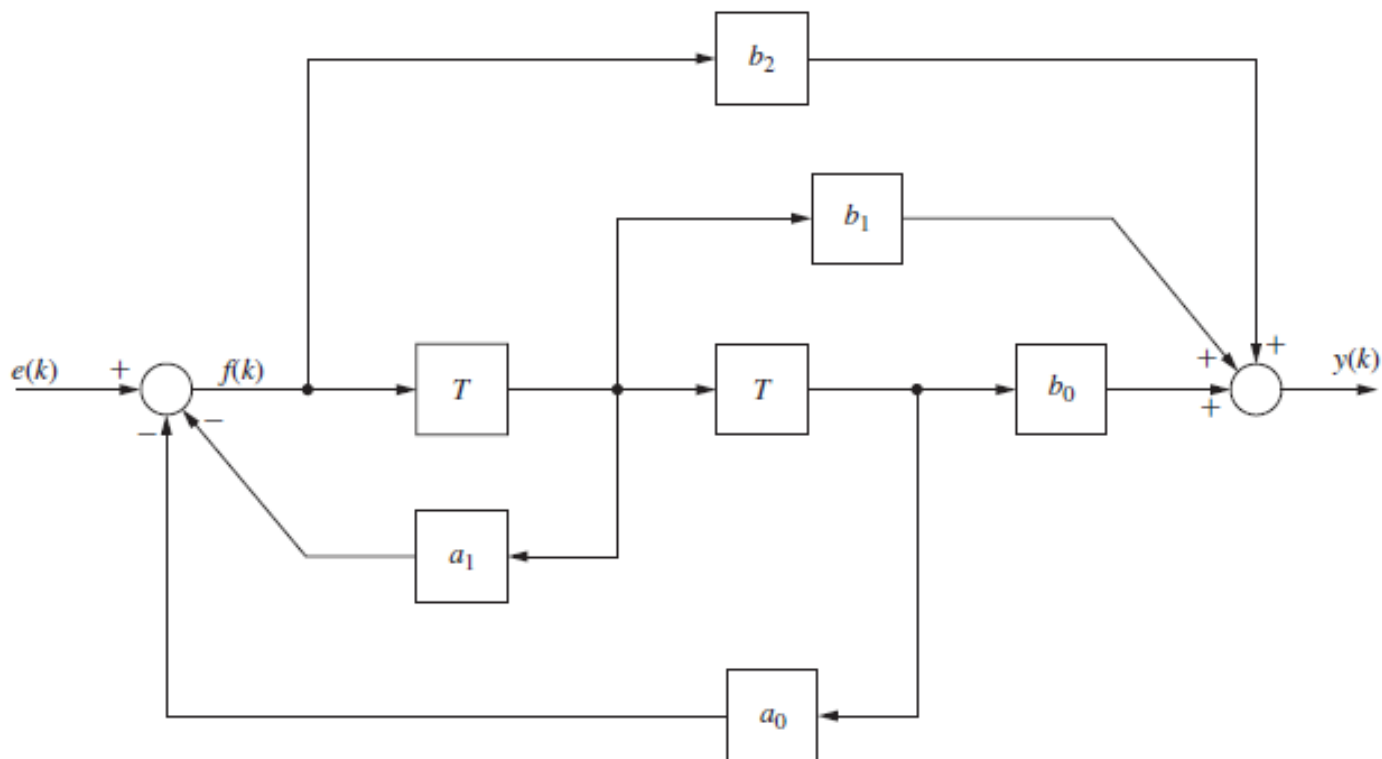 b₂
b₁
e(k) + f(k) T T b₀ + + + y(k)
− −
a₁
a₀